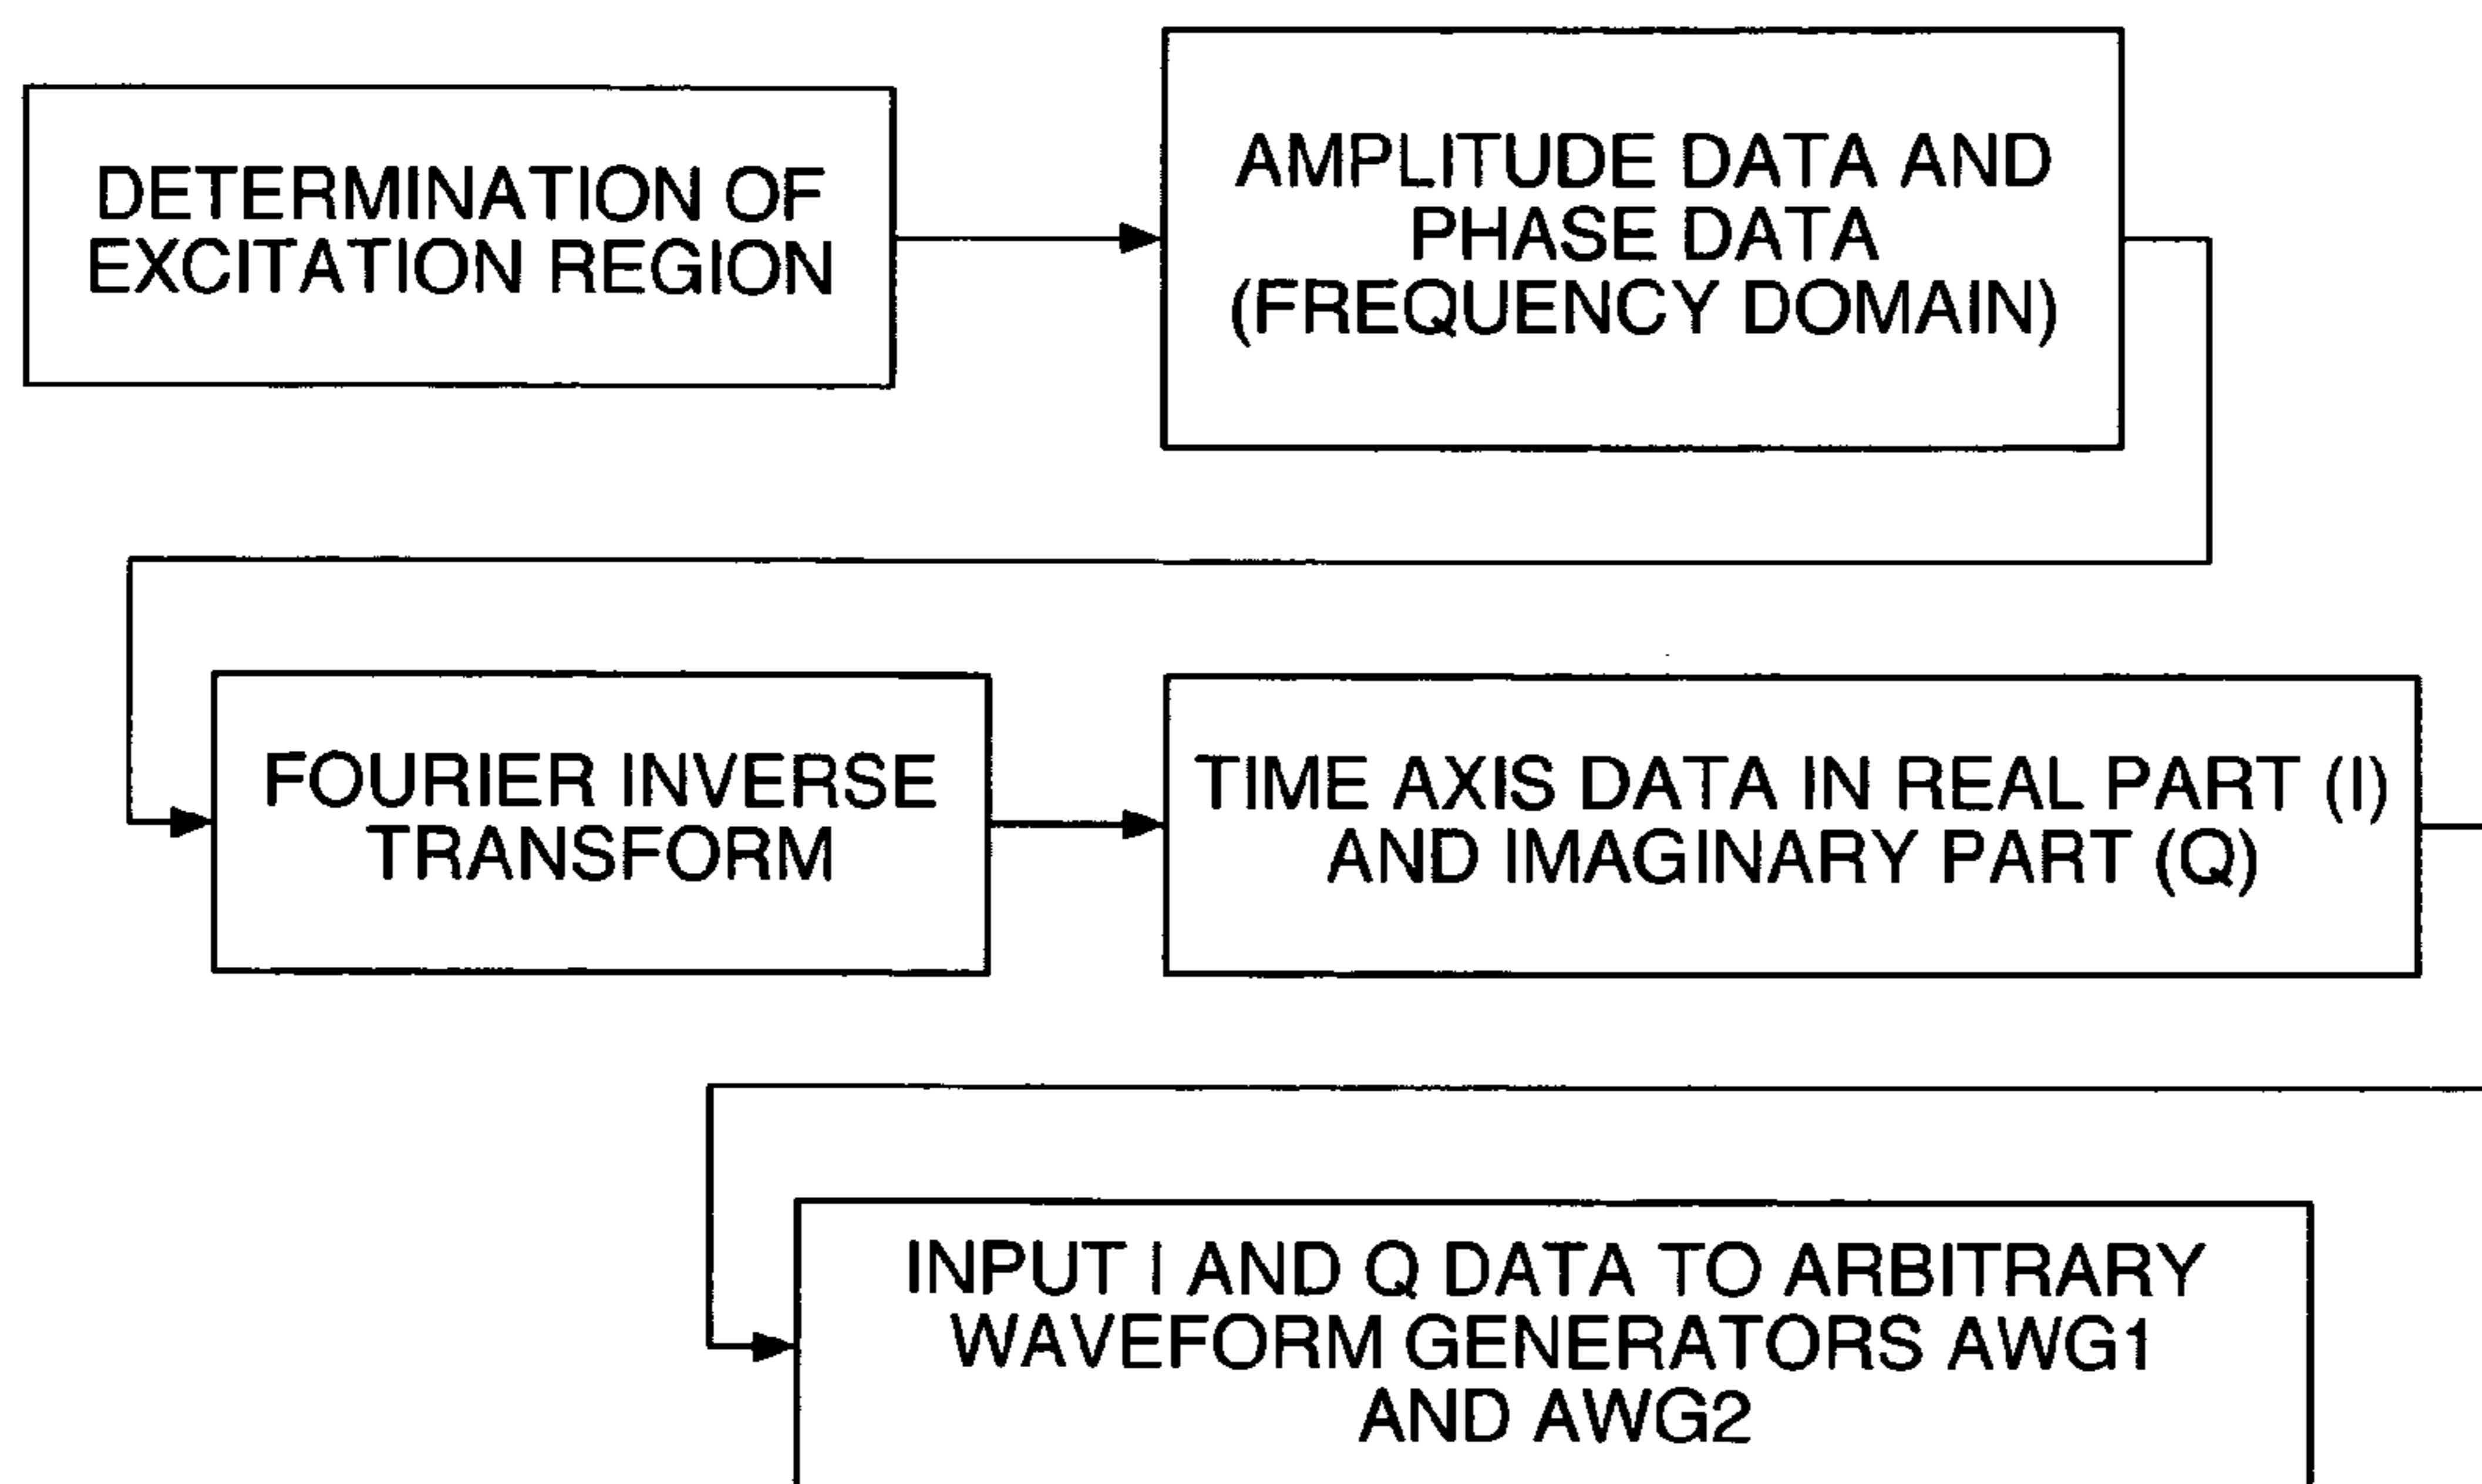 DETERMINATION OF
EXCITATION REGION
AMPLITUDE DATA AND
PHASE DATA
(FREQUENCY DOMAIN)
FOURIER INVERSE
TRANSFORM
TIME AXIS DATA IN REAL PART (I)
AND IMAGINARY PART (Q)
INPUT I AND Q DATA TO ARBITRARY
WAVEFORM GENERATORS AWG1
AND AWG2